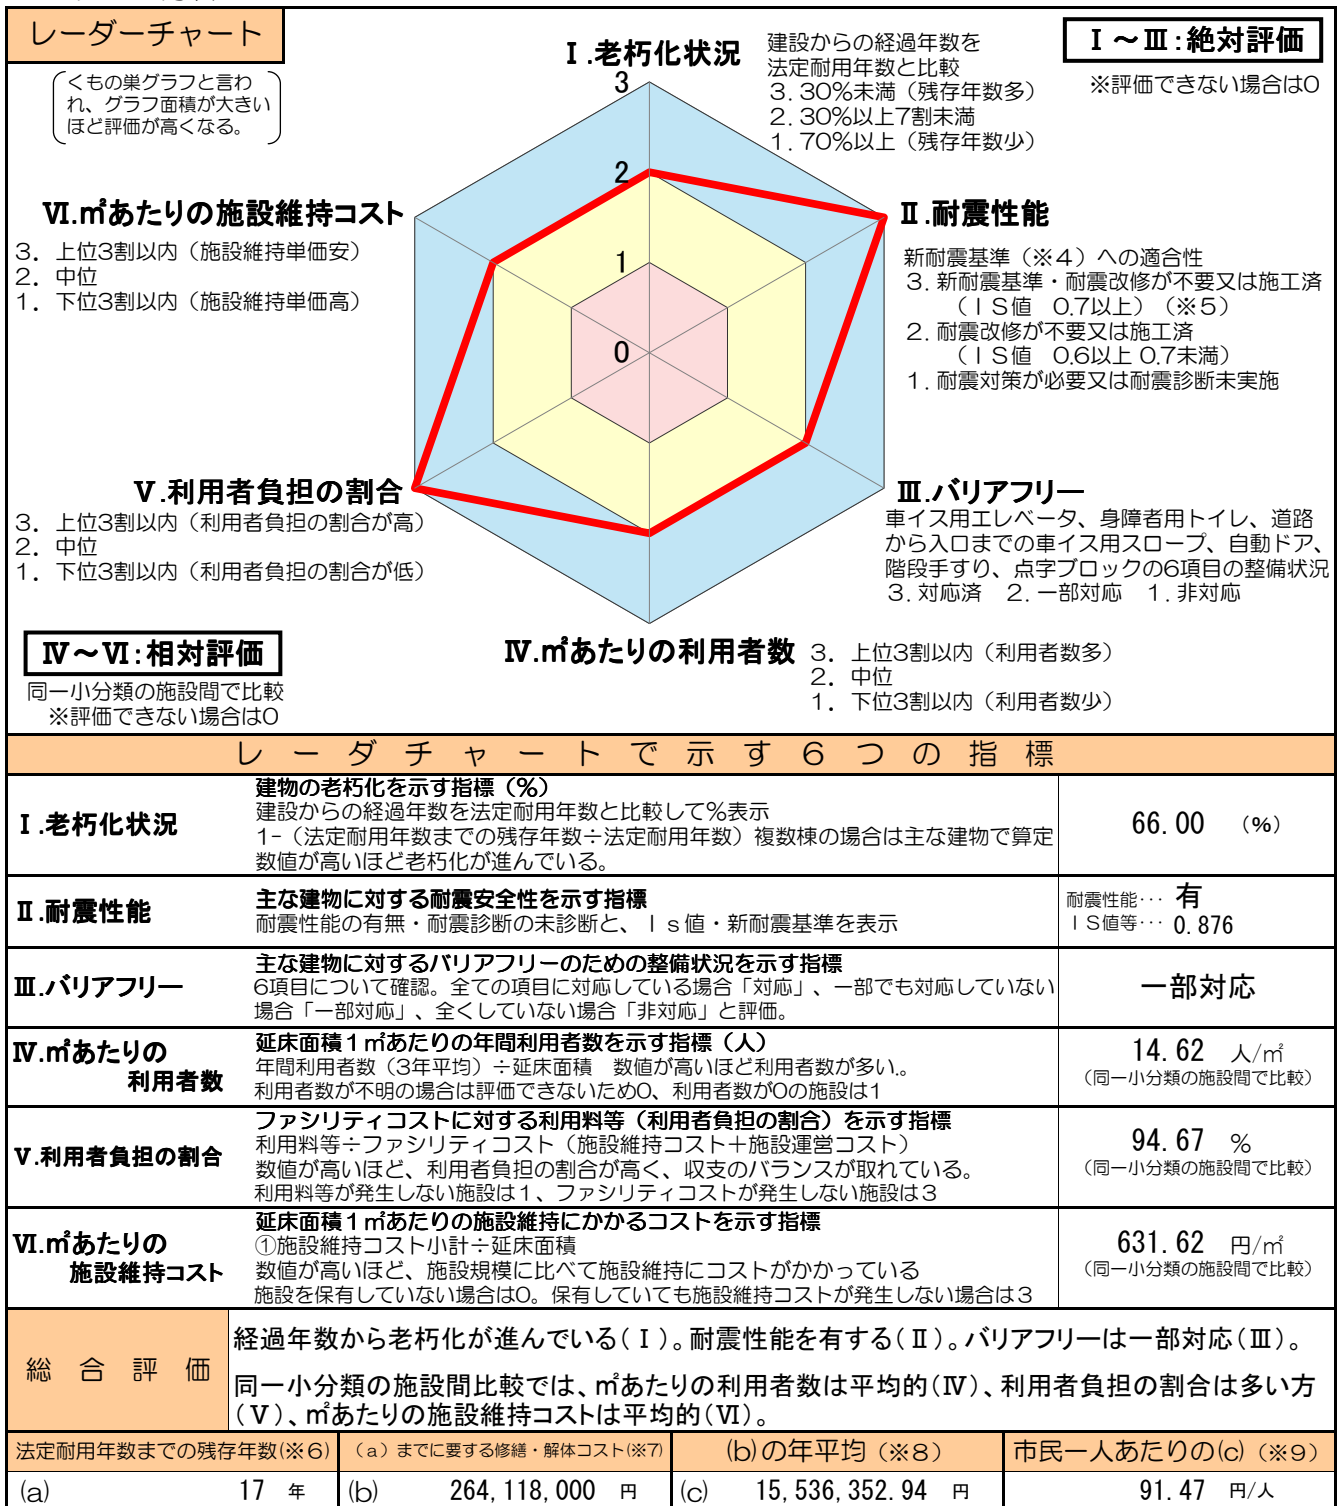 レーダーチャート
くもの巣グラフと言わ
れ、グラフ面積が大きい
ほど評価が高くなる。
Ⅰ.老朽化状況
建設からの経過年数を
法定耐用年数と比較
3. 30%未満（残存年数多）
2. 30%以上7割未満
1. 70%以上（残存年数少）
Ⅰ～Ⅲ:絶対評価
※評価できない場合は0
3
2
1
0
Ⅵ.㎡あたりの施設維持コスト
3. 上位3割以内（施設維持単価安）
2. 中位
1. 下位3割以内（施設維持単価高）
Ⅱ.耐震性能
新耐震基準（※4）への適合性
3. 新耐震基準・耐震改修が不要又は施工済
（ＩＳ値 0.7以上）（※5）
2. 耐震改修が不要又は施工済
（ＩＳ値 0.6以上 0.7未満）
1. 耐震対策が必要又は耐震診断未実施
Ⅴ.利用者負担の割合
3. 上位3割以内（利用者負担の割合が高）
2. 中位
1. 下位3割以内（利用者負担の割合が低）
Ⅲ.バリアフリー
車イス用エレベータ、身障者用トイレ、道路
から入口までの車イス用スロープ、自動ドア、
階段手すり、点字ブロックの6項目の整備状況
3. 対応済 2. 一部対応 1. 非対応
Ⅳ～Ⅵ:相対評価
同一小分類の施設間で比較
※評価できない場合は0
Ⅳ.㎡あたりの利用者数
3. 上位3割以内（利用者数多）
2. 中位
1. 下位3割以内（利用者数少）
レーダチャートで示す６つの指標
Ⅰ.老朽化状況
建物の老朽化を示す指標（％）
建設からの経過年数を法定耐用年数と比較して%表示
1-（法定耐用年数までの残存年数÷法定耐用年数）複数棟の場合は主な建物で算定
数値が高いほど老朽化が進んでいる。
66.00 （%）
Ⅱ.耐震性能
主な建物に対する耐震安全性を示す指標
耐震性能の有無・耐震診断の未診断と、Ｉｓ値・新耐震基準を表示
耐震性能… 有
ＩＳ値等… 0.876
Ⅲ.バリアフリー
主な建物に対するバリアフリーのための整備状況を示す指標
6項目について確認。全ての項目に対応している場合「対応」、一部でも対応していない
場合「一部対応」、全くしていない場合「非対応」と評価。
一部対応
Ⅳ.㎡あたりの
利用者数
延床面積１㎡あたりの年間利用者数を示す指標（人）
年間利用者数（3年平均）÷延床面積 数値が高いほど利用者数が多い。
利用者数が不明の場合は評価できないため0、利用者数が0の施設は1
14.62 人/㎡
（同一小分類の施設間で比較）
Ⅴ.利用者負担の割合
ファシリティコストに対する利用料等（利用者負担の割合）を示す指標
利用料等÷ファシリティコスト（施設維持コスト＋施設運営コスト）
数値が高いほど、利用者負担の割合が高く、収支のバランスが取れている。
利用料等が発生しない施設は１、ファシリティコストが発生しない施設は３
94.67 %
（同一小分類の施設間で比較）
Ⅵ.㎡あたりの
施設維持コスト
延床面積１㎡あたりの施設維持にかかるコストを示す指標
①施設維持コスト小計÷延床面積
数値が高いほど、施設規模に比べて施設維持にコストがかかっている
施設を保有していない場合は0。保有していても施設維持コストが発生しない場合は３
631.62 円/㎡
（同一小分類の施設間で比較）
総合評価
経過年数から老朽化が進んでいる(Ⅰ)。耐震性能を有する(Ⅱ)。バリアフリーは一部対応(Ⅲ)。
同一小分類の施設間比較では、㎡あたりの利用者数は平均的(Ⅳ)、利用者負担の割合は多い方
(Ⅴ)、㎡あたりの施設維持コストは平均的(Ⅵ)。
法定耐用年数までの残存年数(※6) （a）までに要する修繕・解体コスト(※7) (b)の年平均（※8） 市民一人あたりの(c)（※9）
(a) 17 年 (b) 264,118,000 円 (c) 15,536,352.94 円 91.47 円/人